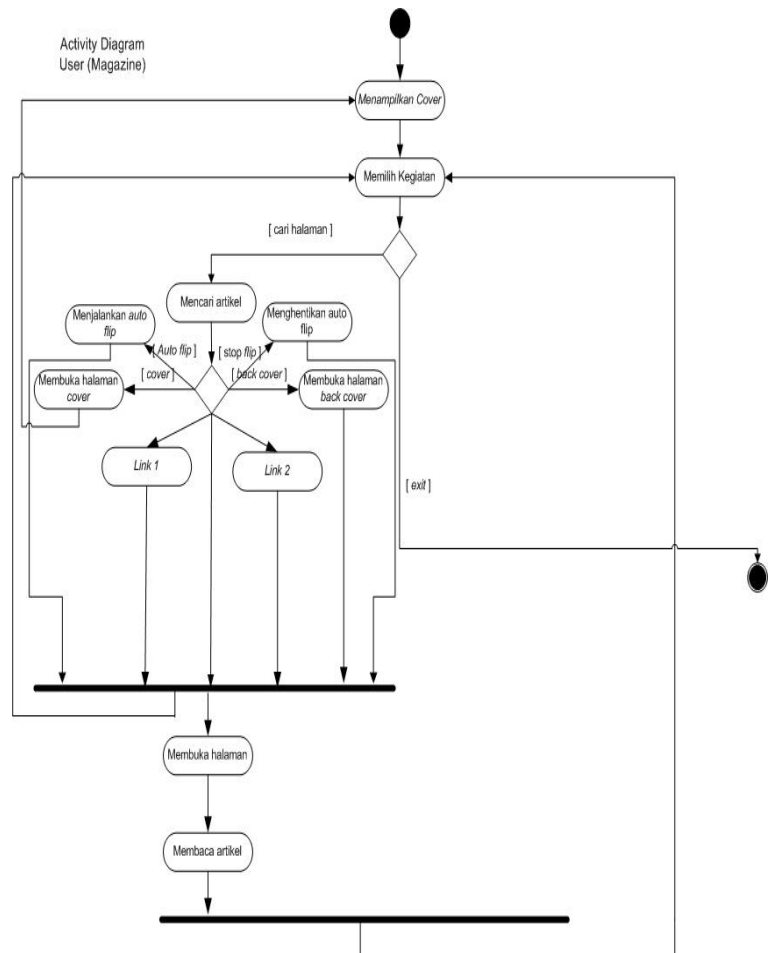 Activity Diagram
User (Magazine)
Menampilkan Cover
Memilih Kegiatan
[ cari halaman ]
Mencari artikel
Menjalankan auto
flip
Menghentikan auto
flip
[ Auto flip ]
[ stop flip ]
[ cover ]
[ back cover ]
Membuka halaman
cover
Membuka halaman
back cover
Link 1
Link 2
[ exit ]
Membuka halaman
Membaca artikel